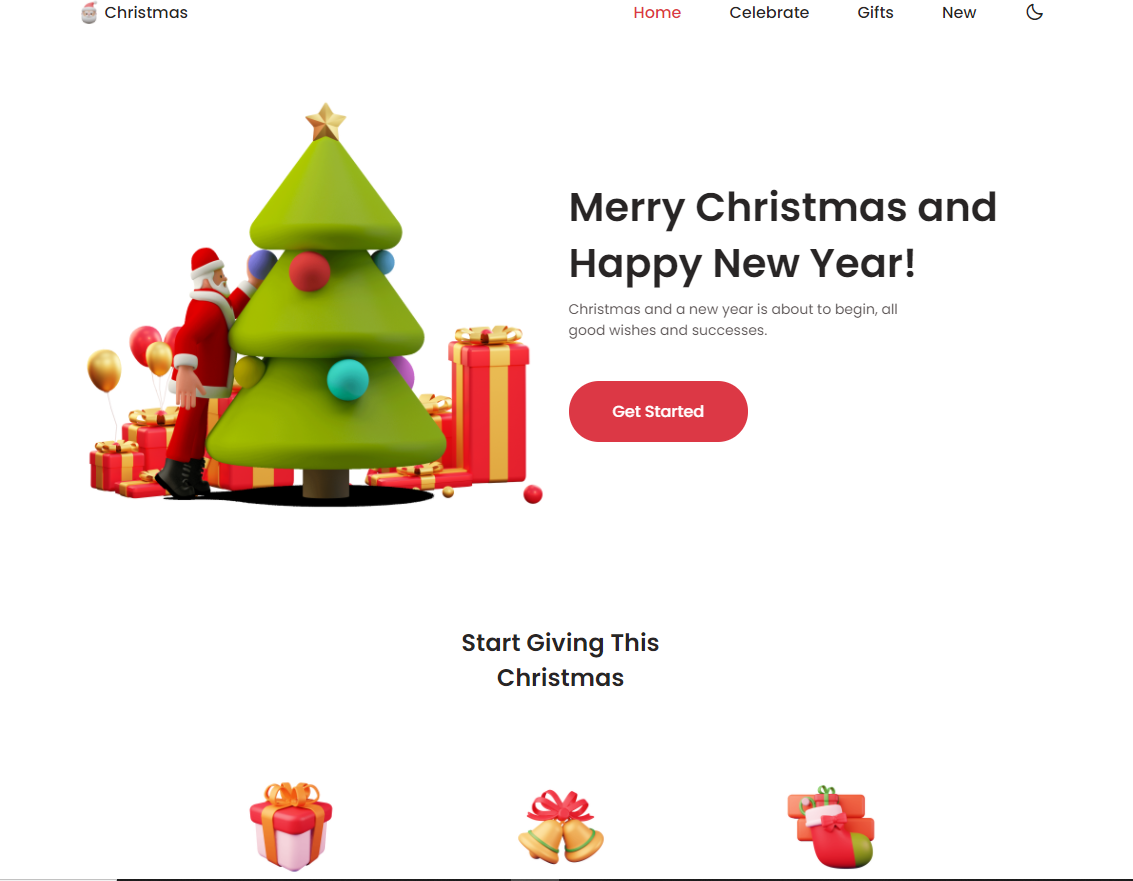 Christmas
Home
Celebrate
Gifts
New
Merry Christmas and
Happy New Year!
Christmas and a new year is about to begin, all
good wishes and successes.
Get Started
Start Giving This
Christmas